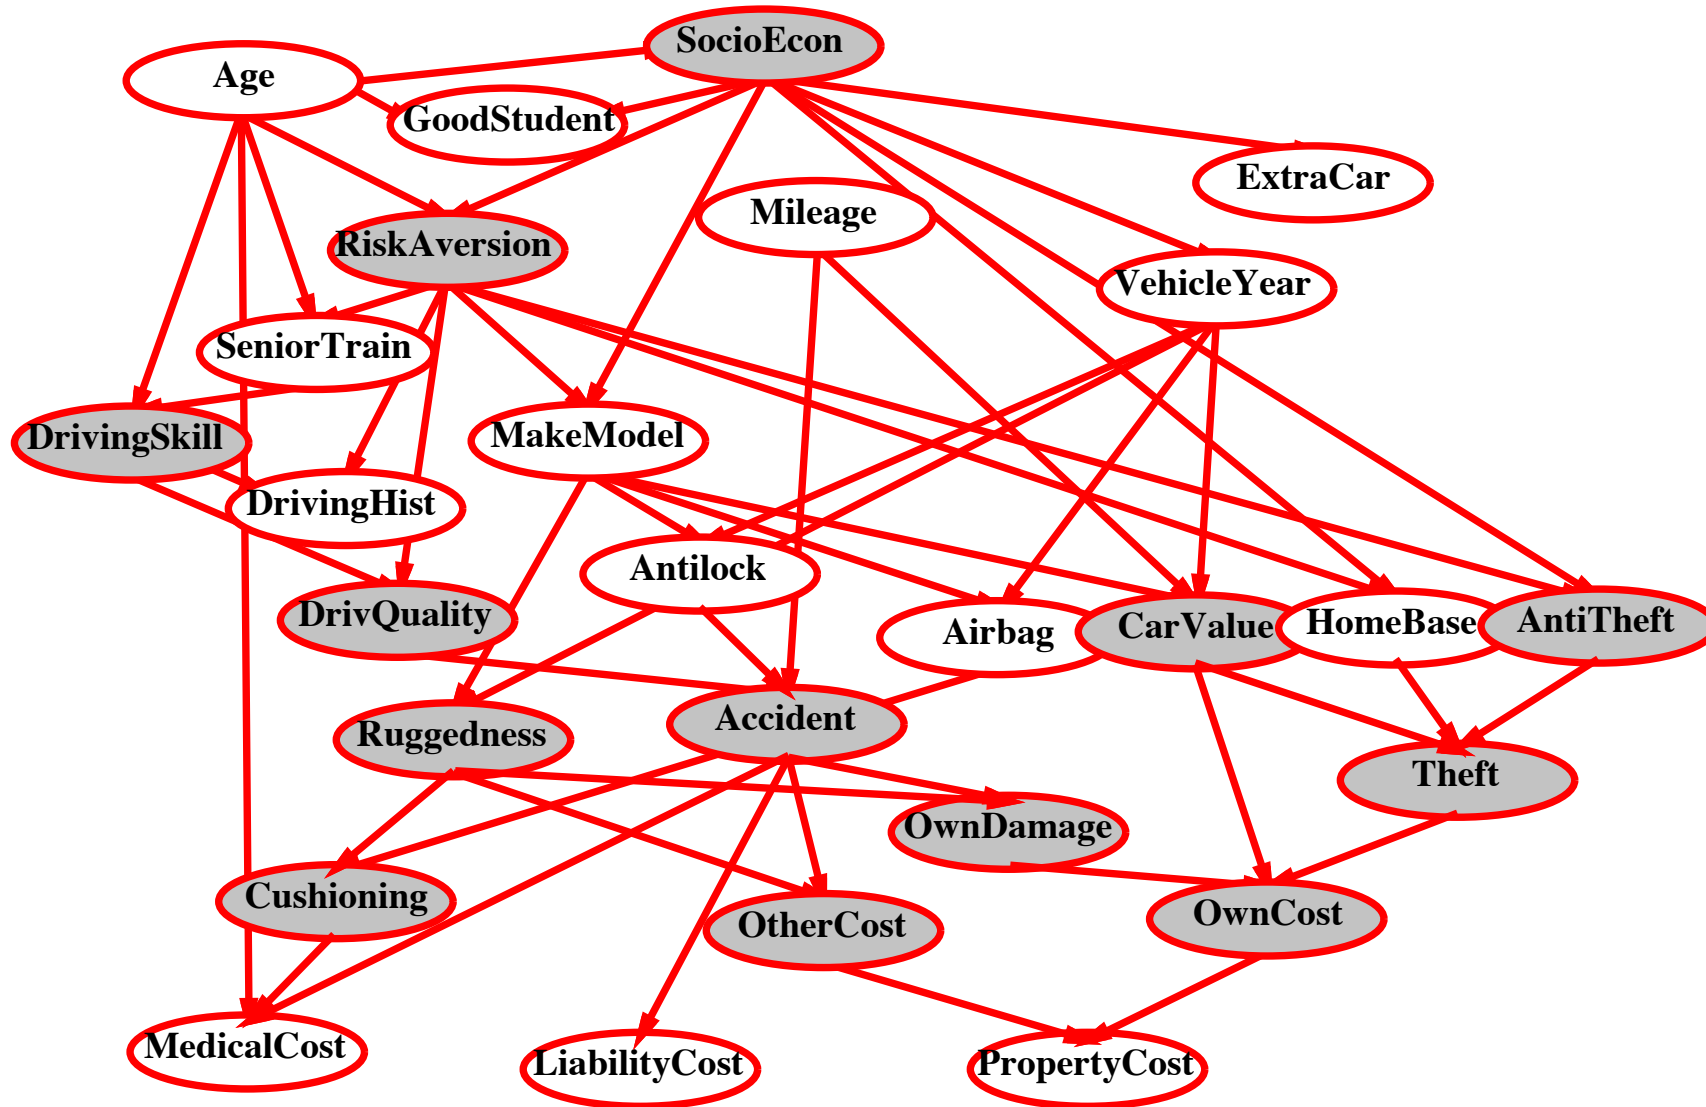 SocioEcon
Age
GoodStudent
ExtraCar
Mileage
RiskAversion
VehicleYear
SeniorTrain
MakeModel
DrivingSkill
DrivingHist
Antilock
DrivQuality
Airbag
CarValue
HomeBase
AntiTheft
Accident
Ruggedness
Theft
OwnDamage
Cushioning
OtherCost
OwnCost
MedicalCost
LiabilityCost
PropertyCost